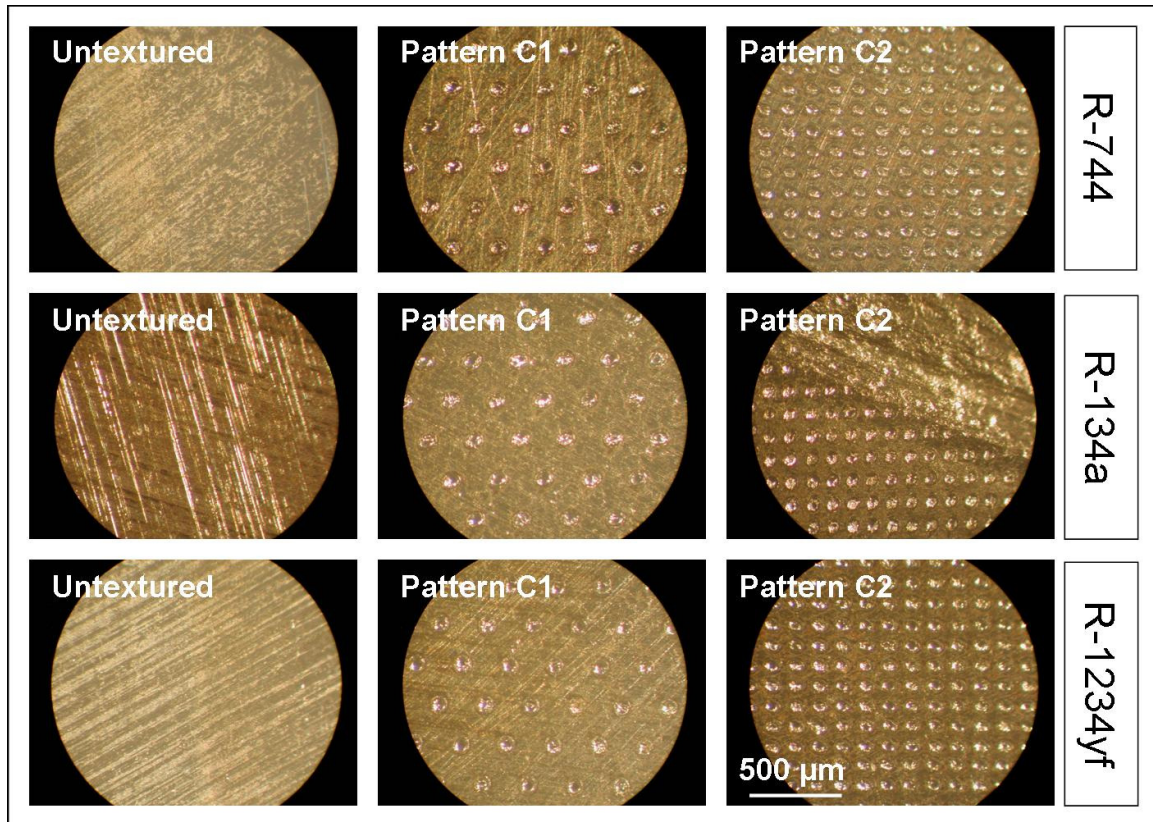 Untextured
Pattern C1
Pattern C2
R-744
Untextured
Pattern C1
Pattern C2
R-134a
Untextured
Pattern C1
Pattern C2
500 µm
R-1234yf